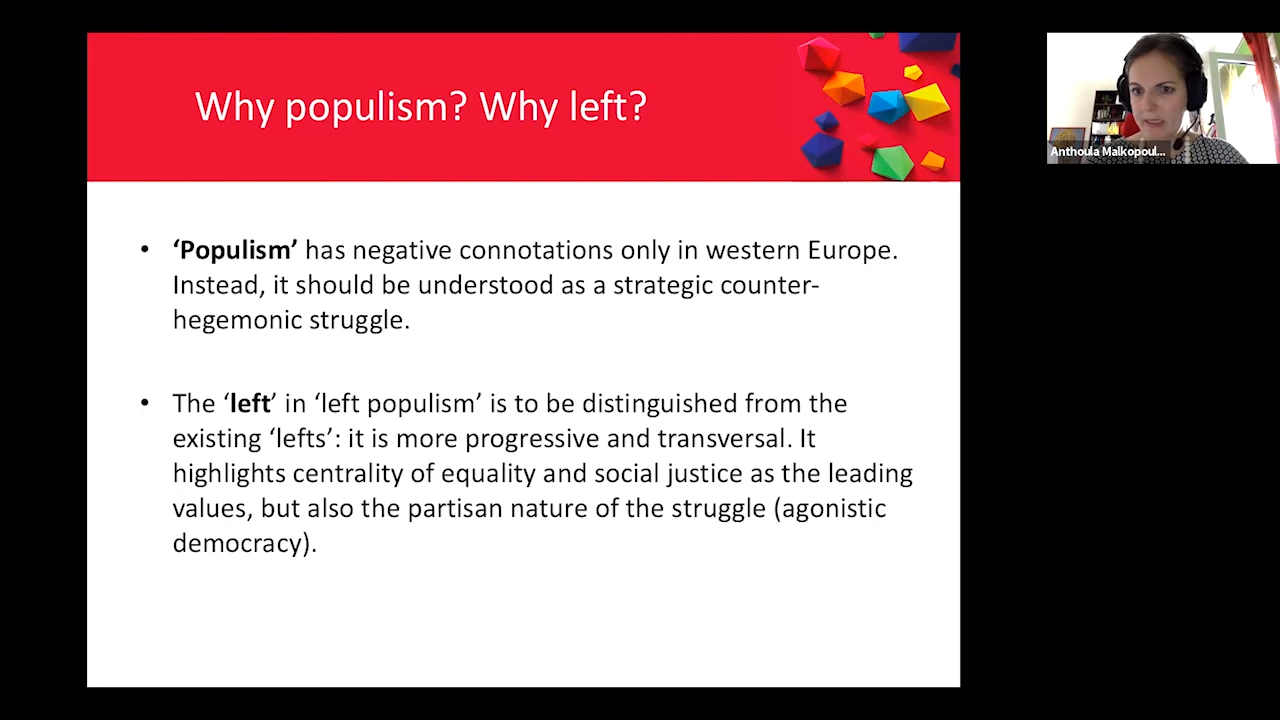 Why populism? Why left?
Anthoula Malkopoul...
• ‘Populism’ has negative connotations only in western Europe.
Instead, it should be understood as a strategic counter-
hegemonic struggle.
• The ‘left’ in ‘left populism’ is to be distinguished from the
existing ‘lefts’: it is more progressive and transversal. It
highlights centrality of equality and social justice as the leading
values, but also the partisan nature of the struggle (agonistic
democracy).